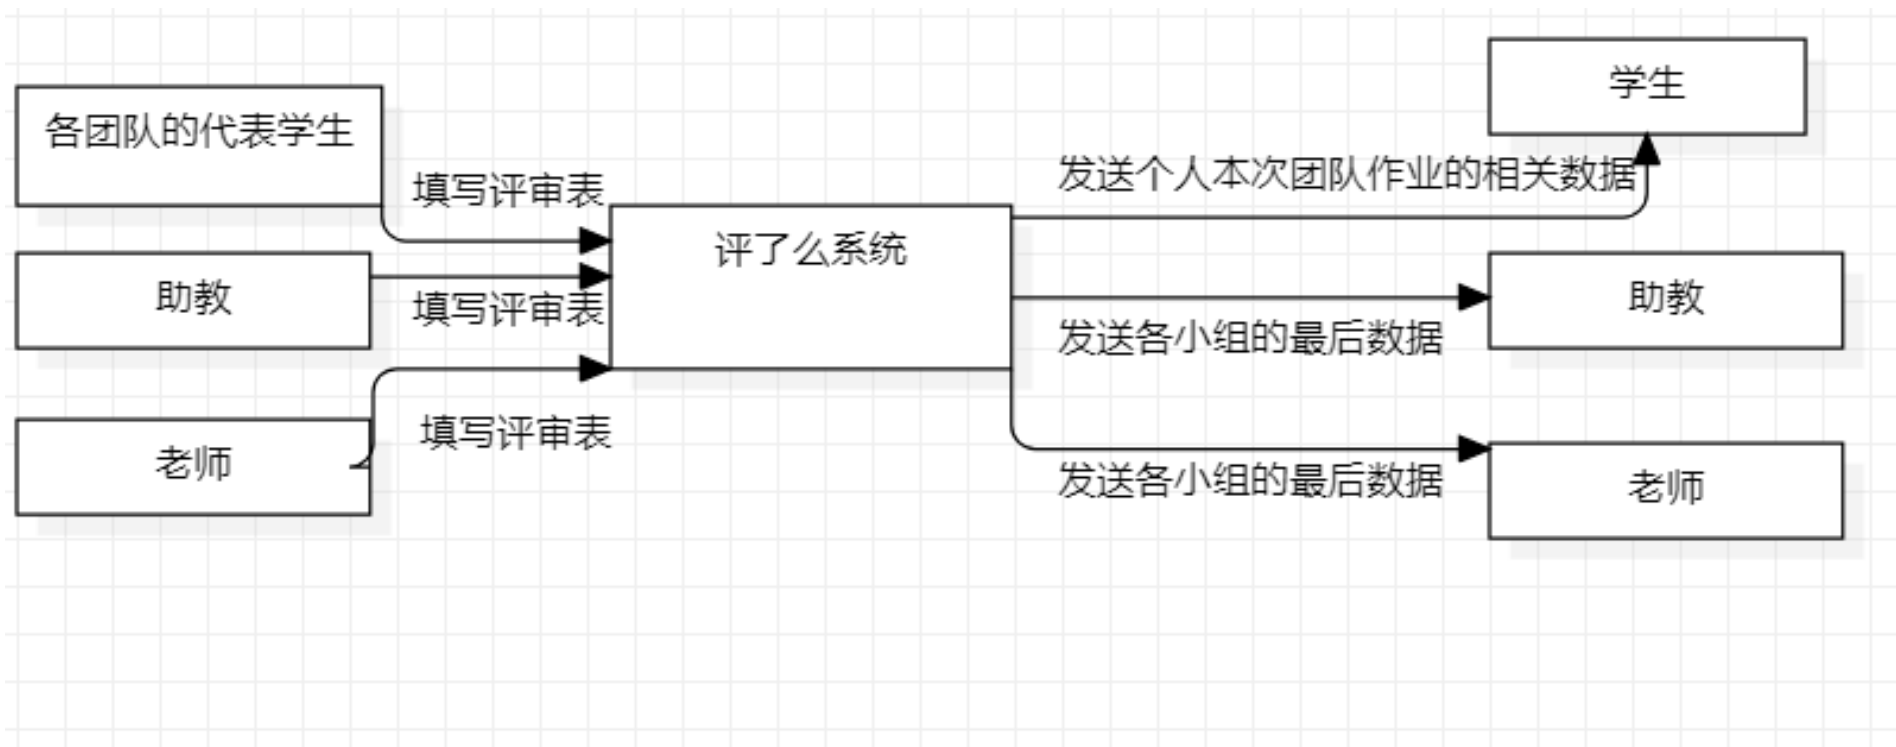 学生
各团队的代表学生
发送个人本次团队作业的相关数据
填写评审表
评了么系统
助教
填写评审表
助教
发送各小组的最后数据
填写评审表
老师
发送各小组的最后数据
老师